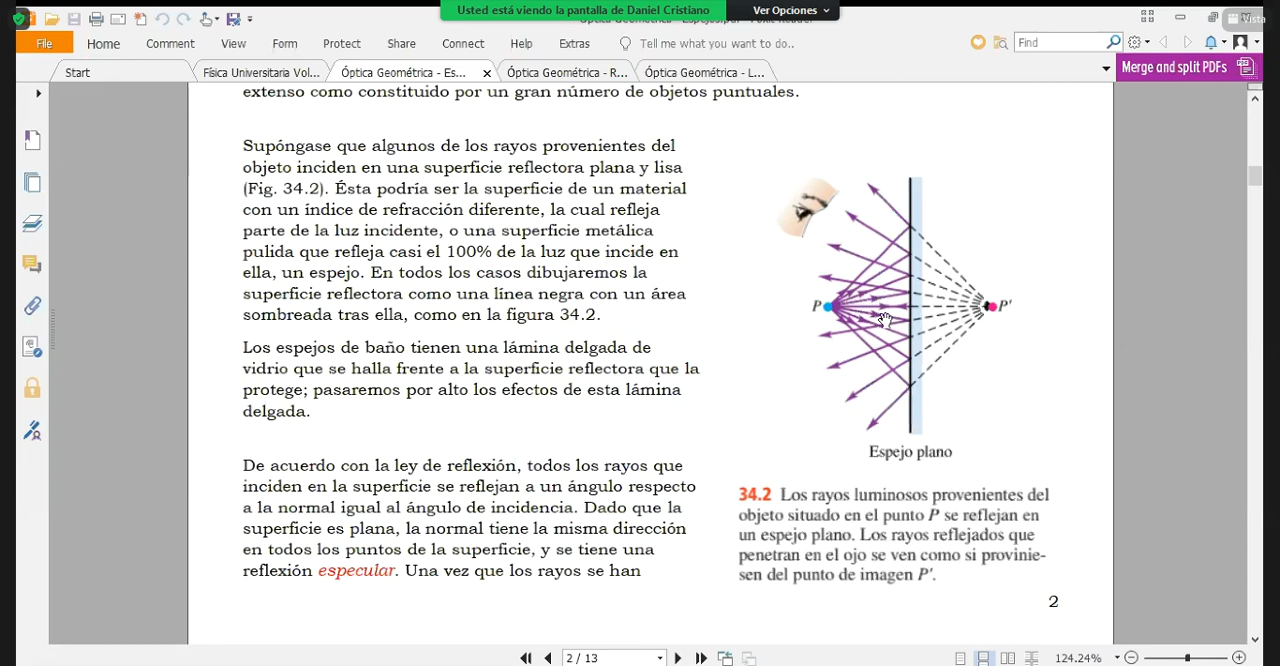 Usted está viendo la pantalla de Daniel Cristiano
Ver Opciones
Vista
File
Home
Comment
View
Form
Protect
Share
Connect
Help
Extras
Tell me what you want to do..
Find
Start
Física Universitaria Vol...
Óptica Geométrica - Es...
Óptica Geométrica - R...
Óptica Geométrica - L...
Merge and split PDFs
extenso como constituido por un gran número de objetos puntuales.
Supóngase que algunos de los rayos provenientes del
objeto inciden en una superficie reflectora plana y lisa
(Fig. 34.2). Ésta podría ser la superficie de un material
con un índice de refracción diferente, la cual refleja
parte de la luz incidente, o una superficie metálica
pulida que refleja casi el 100% de la luz que incide en
ella, un espejo. En todos los casos dibujaremos la
superficie reflectora como una línea negra con un área
sombreada tras ella, como en la figura 34.2.
Los espejos de baño tienen una lámina delgada de
vidrio que se halla frente a la superficie reflectora que la
protege; pasaremos por alto los efectos de esta lámina
delgada.
De acuerdo con la ley de reflexión, todos los rayos que
inciden en la superficie se reflejan a un ángulo respecto
a la normal igual al ángulo de incidencia. Dado que la
superficie es plana, la normal tiene la misma dirección
en todos los puntos de la superficie, y se tiene una
reflexión especular. Una vez que los rayos se han
P
P'
Espejo plano
34.2 Los rayos luminosos provenientes del
objeto situado en el punto P se reflejan en
un espejo plano. Los rayos reflejados que
penetran en el ojo se ven como si provinie-
sen del punto de imagen P'.
2
2 / 13
124.24%